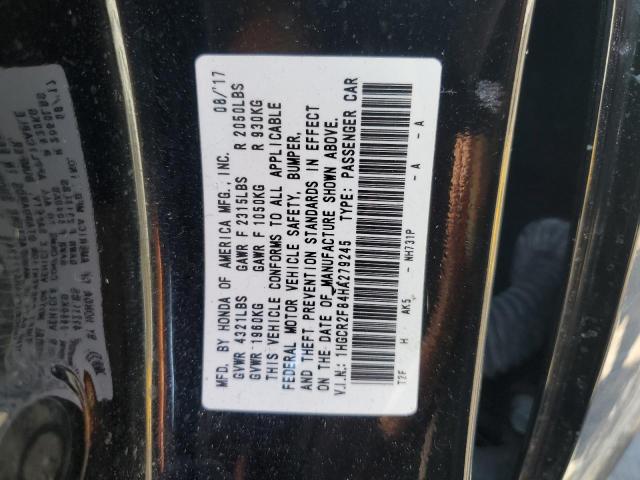 MFD. BY HONDA OF AMERICA MFG., INC. 08/'17
GVWR 4321LBS GAWR F 2315LBS R 2050LBS
GVWR 1960KG GAWR F 1050KG R 930KG
THIS VEHICLE CONFORMS TO ALL APPLICABLE
FEDERAL MOTOR VEHICLE SAFETY, BUMPER,
AND THEFT PREVENTION STANDARDS IN EFFECT
ON THE DATE OF MANUFACTURE SHOWN ABOVE.
V.I.N.: 1HGCR2F84HA279245 TYPE: PASSENGER CAR
T2F H AK5 NH731P - A - A